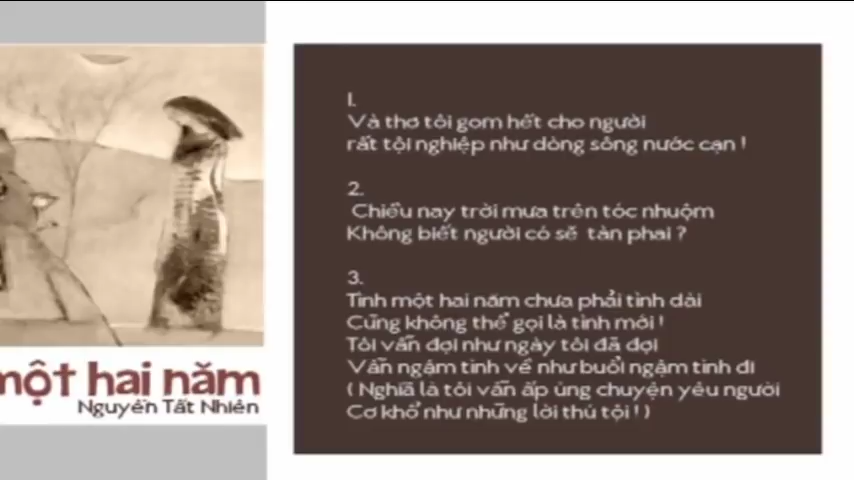 một hai năm
Nguyễn Tất Nhiên
1.
Và thơ tôi gom hết cho người
rất tội nghiệp như dòng sông nước cạn !
2.
Chiều nay trời mưa trên tóc nhuộm
Không biết người có sẽ tàn phai ?
3.
Tình một hai năm chưa phải tình dài
Cũng không thể gọi là tình mới !
Tôi vẫn đợi như ngày tôi đã đợi
Vẫn ngậm tình về như buổi ngậm tình đi
( Nghĩa là tôi vẫn ấp ủng chuyện yêu người
Cơ khổ như những lời thú tội ! )